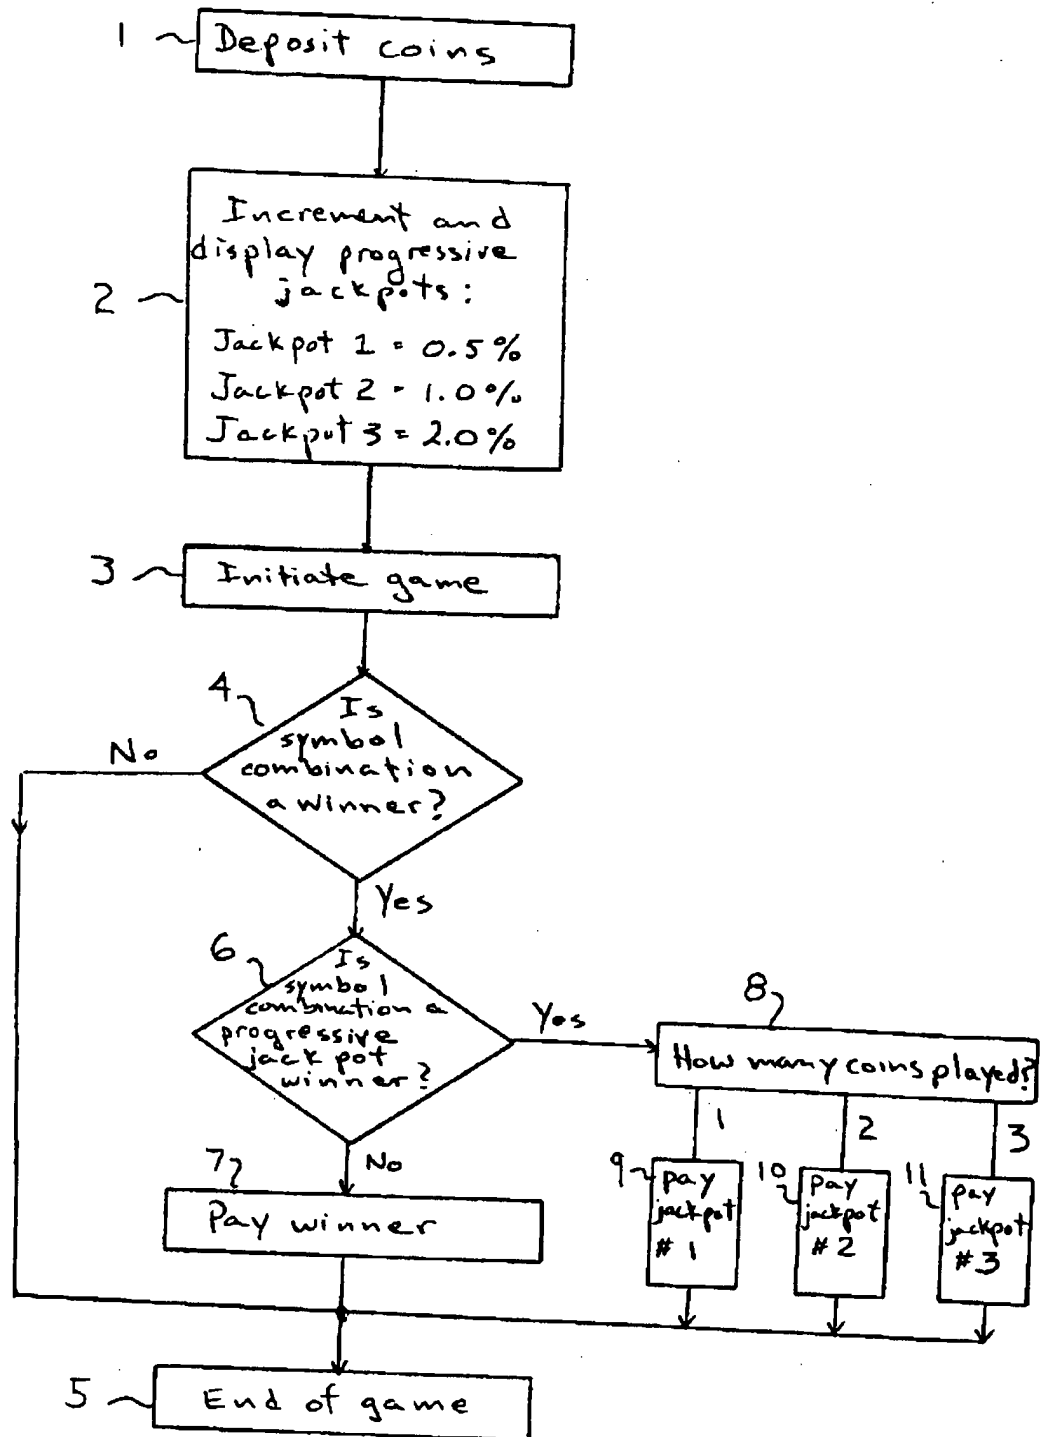 1
Deposit coins
2
Increment and
display progressive
jackpots:
Jackpot 1 = 0.5%
Jackpot 2 = 1.0%
Jackpot 3 = 2.0%
3
Initiate game
4
Is
symbol
combination
a winner?
No
Yes
6
Is
symbol
combination a
progressive
jackpot
winner?
Yes
8
How many coins played?
1
2
3
No
7
Pay winner
9
pay
jackpot
# 1
10
pay
jackpot
# 2
11
pay
jackpot
# 3
5
End of game